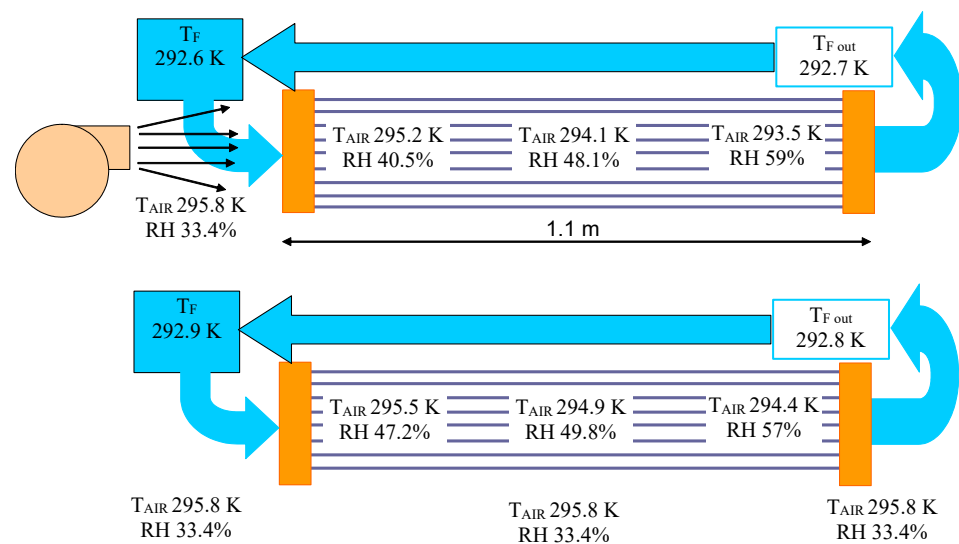 TF
292.6 K
TF out
292.7 K
TAIR 295.2 K
RH 40.5%
TAIR 294.1 K
RH 48.1%
TAIR 293.5 K
RH 59%
TAIR 295.8 K
RH 33.4%
1.1 m
TF
292.9 K
TF out
292.8 K
TAIR 295.5 K
RH 47.2%
TAIR 294.9 K
RH 49.8%
TAIR 294.4 K
RH 57%
TAIR 295.8 K
RH 33.4%
TAIR 295.8 K
RH 33.4%
TAIR 295.8 K
RH 33.4%